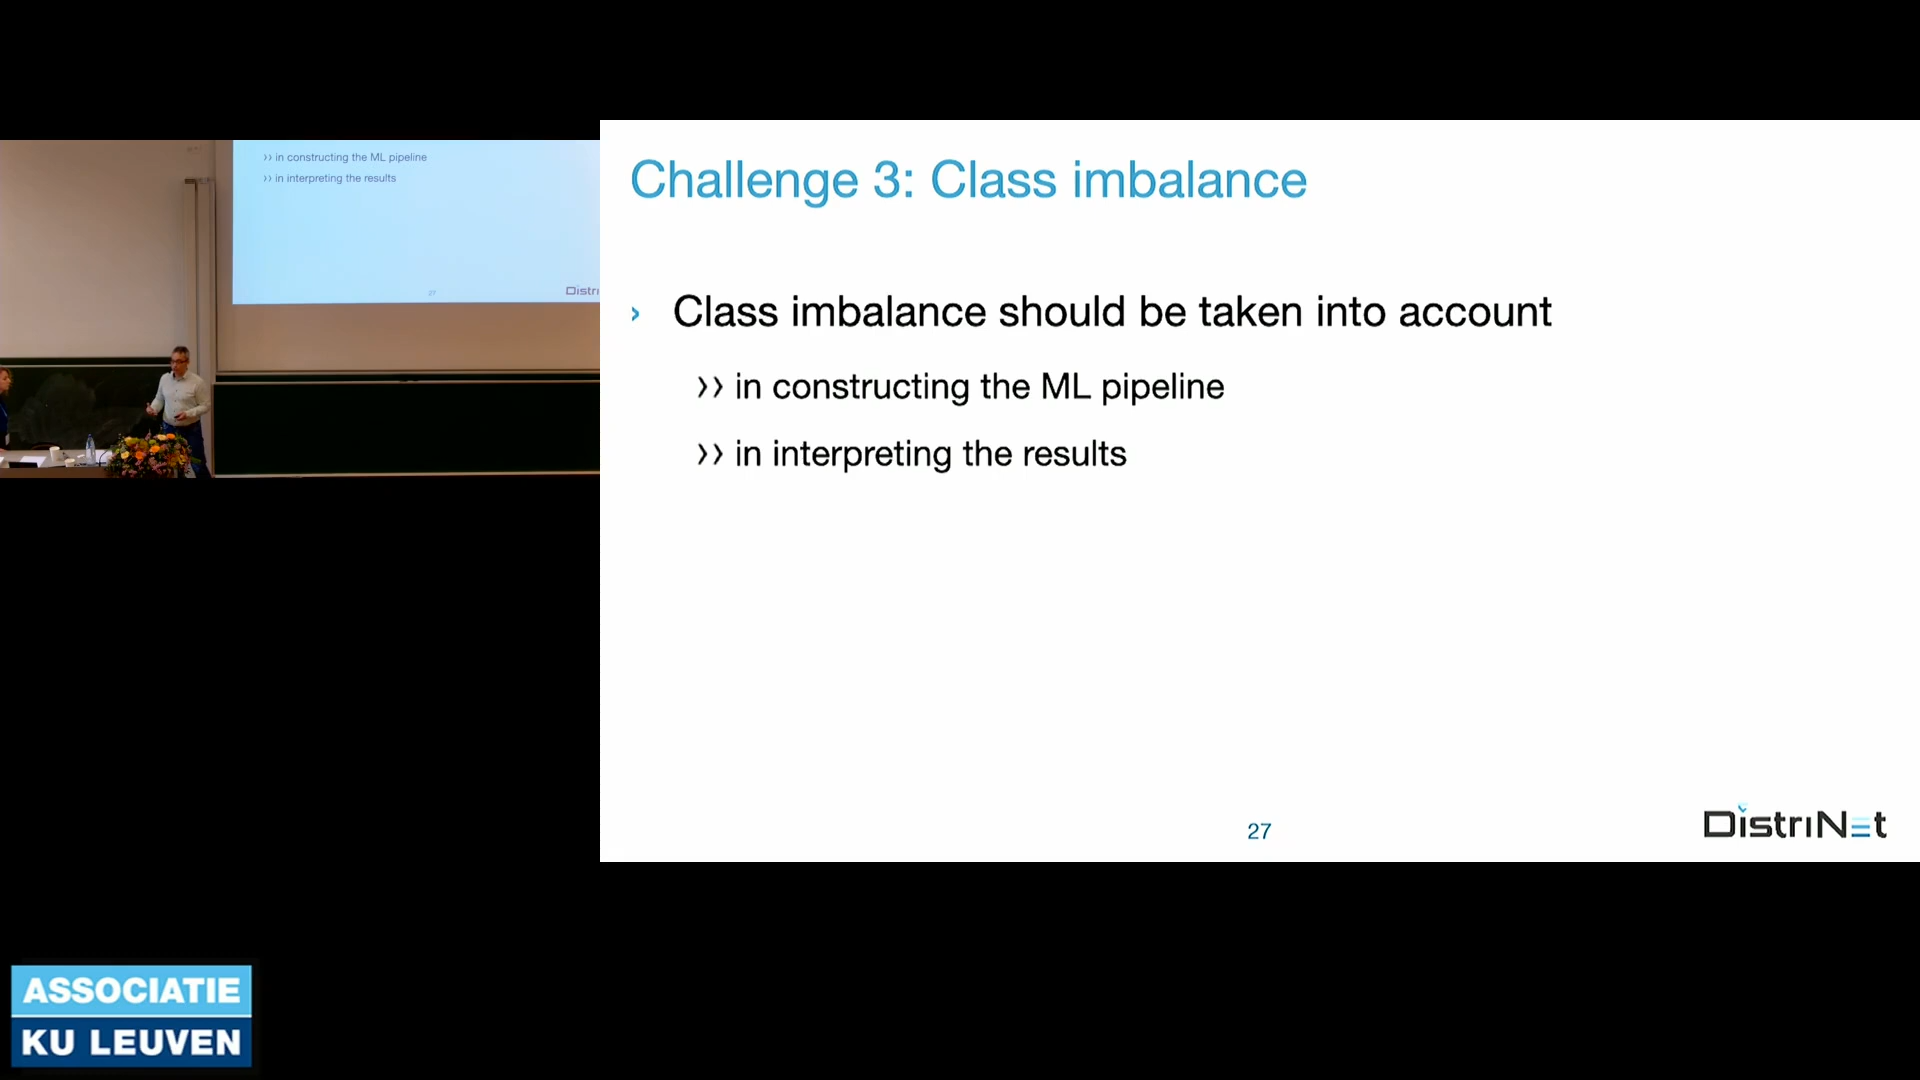 ›› in constructing the ML pipeline
›› in interpreting the results
27
Distri
Challenge 3: Class imbalance
› Class imbalance should be taken into account
›› in constructing the ML pipeline
›› in interpreting the results
27
DistriNet
ASSOCIATIE
KU LEUVEN